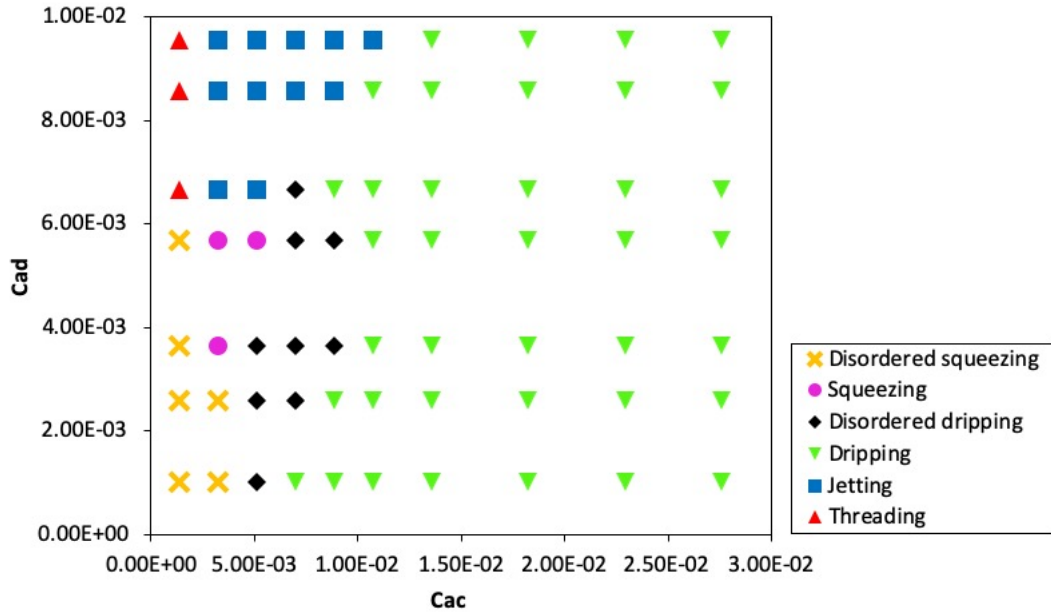 1.00E-02
8.00E-03
6.00E-03
4.00E-03
2.00E-03
0.00E+00
Cad
0.00E+00 5.00E-03 1.00E-02 1.50E-02 2.00E-02 2.50E-02 3.00E-02
Cac
Disordered squeezing
Squeezing
Disordered dripping
Dripping
Jetting
Threading